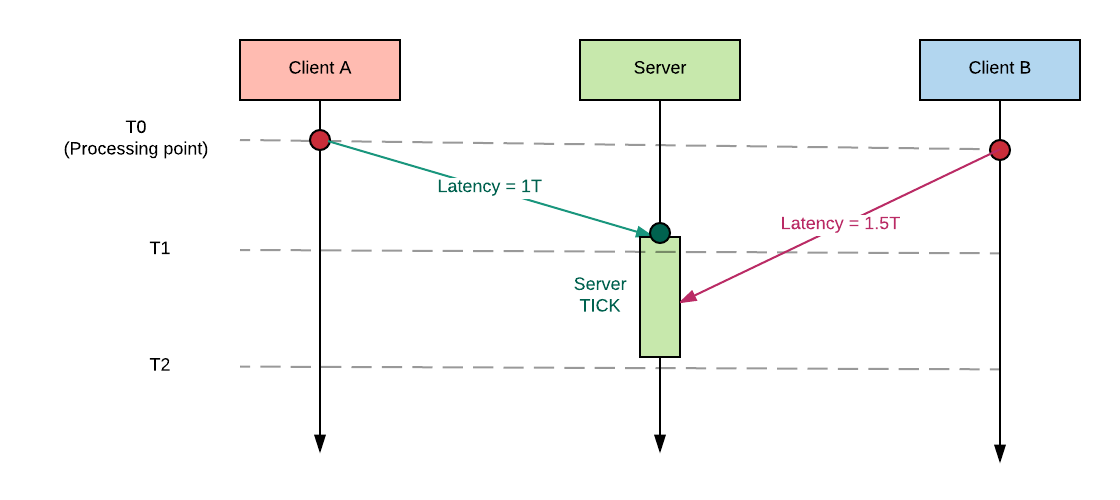 Client A
Server
Client B
T0
(Processing point)
Latency = 1T
Latency = 1.5T
T1
Server
TICK
T2